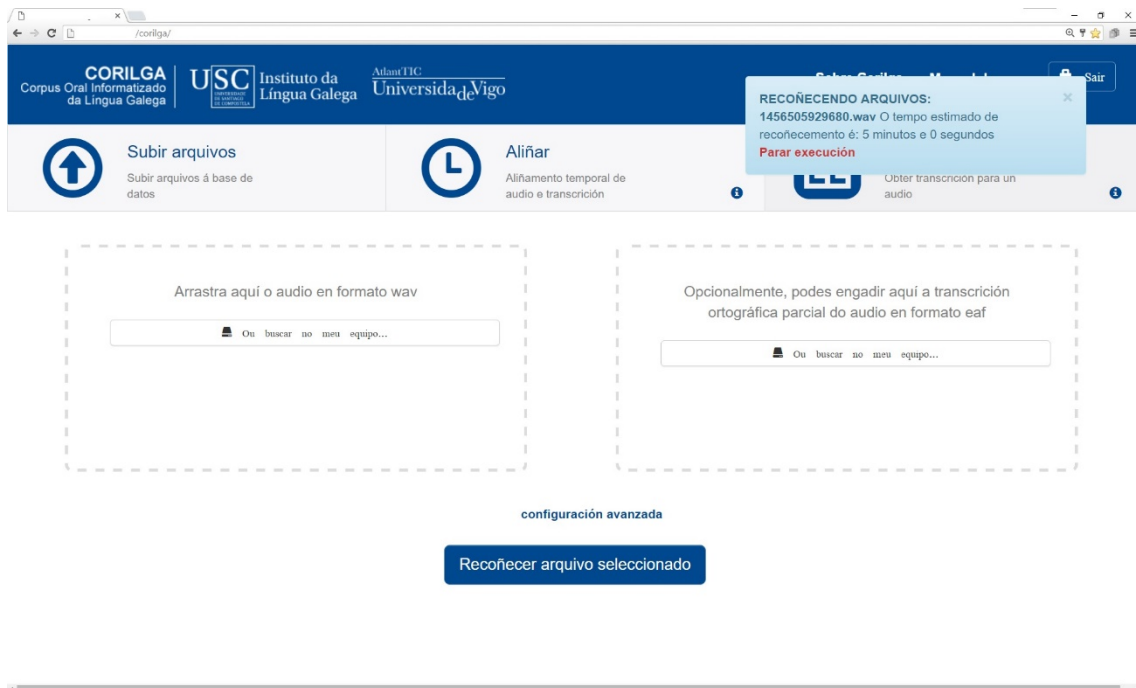 /corilga/
CORILGA
Corpus Oral Informatizado
da Lingua Galega
USC
Instituto da
Lingua Galega
AtlantTIC
UniversidadeVigo
Sair
RECOÑECENDO ARQUIVOS:
1456505929680.wav O tempo estimado de
recoñecemento é: 5 minutos e 0 segundos
Parar execución
Subir arquivos
Subir arquivos á base de
datos
Aliñar
Aliñamento temporal de
audio e transcrición
Obter transcrición para un
audio
Arrastra aquí o audio en formato wav
Ou buscar no meu equipo...
Opcionalmente, podes engadir aquí a transcrición
ortográfica parcial do audio en formato eaf
Ou buscar no meu equipo...
configuración avanzada
Recoñecer arquivo seleccionado